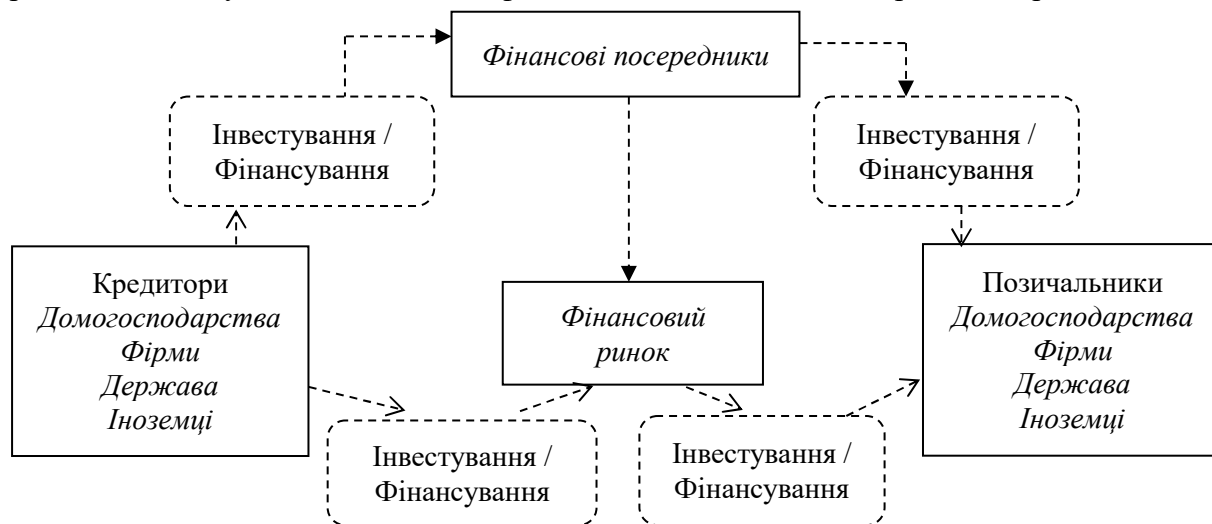 Фінансові посередники
Інвестування /
Фінансування
Інвестування /
Фінансування
Кредитори
Домогосподарства
Фірми
Держава
Іноземці
Фінансовий
ринок
Позичальники
Домогосподарства
Фірми
Держава
Іноземці
Інвестування /
Фінансування
Інвестування /
Фінансування